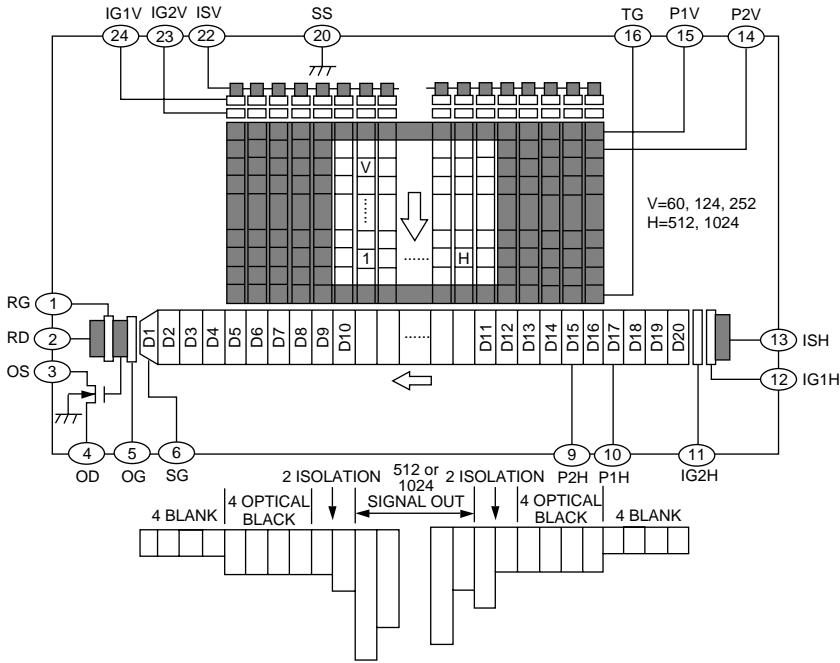 IG1V IG2V ISV SS TG P1V P2V
24 23 22 20 16 15 14
V
V=60, 124, 252
H=512, 1024
1 ...... H
RG 1
RD 2
OS 3
D1 D2 D3 D4 D5 D6 D7 D8 D9 D10 ...... D11 D12 D13 D14 D15 D16 D17 D18 D19 D20
13 ISH
12 IG1H
4 5 6 9 10 11
OD OG SG P2H P1H IG2H
2 ISOLATION 512 or 2 ISOLATION
1024
4 OPTICAL SIGNAL OUT 4 OPTICAL
4 BLANK BLACK BLACK 4 BLANK